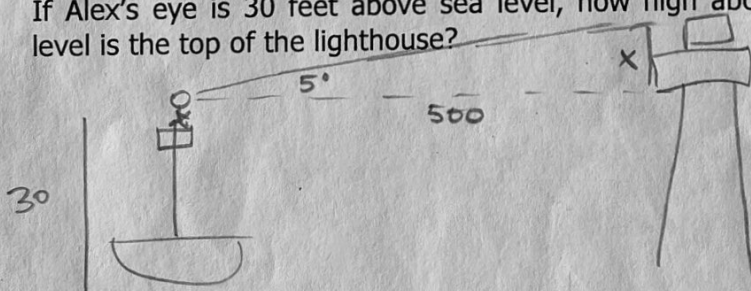 If Alex's eye is 30 feet above sea level, how high abo
level is the top of the lighthouse?
5°
x
500
30